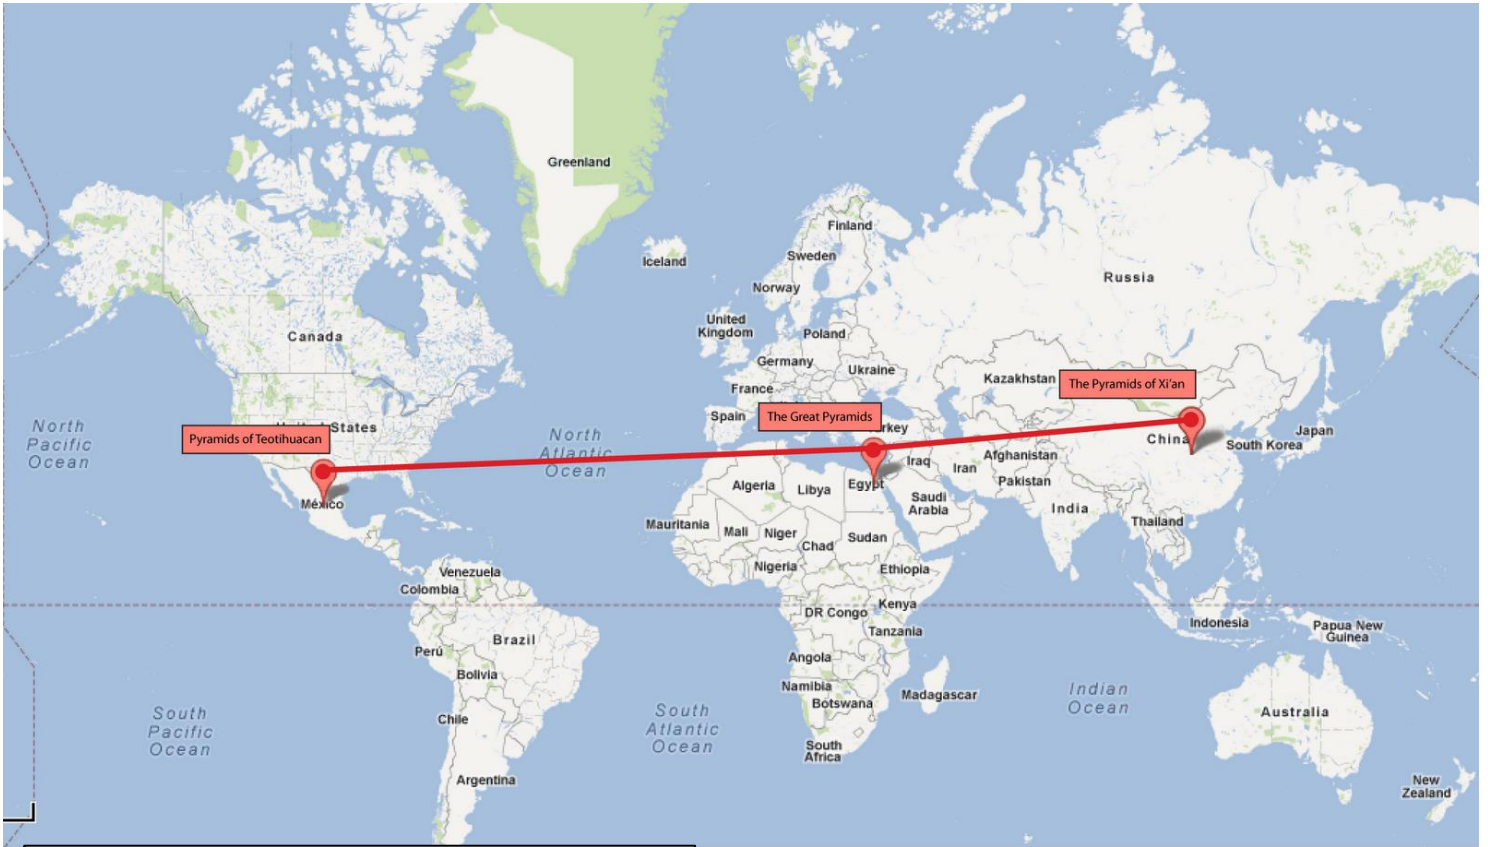 Greenland
Finland
Iceland
Sweden
Russia
Norway
United
Kingdom
Poland
Canada
Germany
Ukraine
Kazakhstan
The Pyramids of Xi'an
France
Spain
The Great Pyramids
North
Pacific
Ocean
States
Pyramids of Teotihuacan
North
Atlantic
Ocean
China
South Korea
Japan
Iraq
Iran
Afghanistan
Pakistan
Algeria
Libya
Egypt
Saudi
Arabia
India
México
Mauritania
Mali
Niger
Chad
Sudan
Thailand
Nigeria
Ethiopia
Venezuela
Colombia
DR Congo
Kenya
Tanzania
Indonesia
Papua New
Guinea
Brazil
Perú
Bolivia
Angola
Namibia
Botswana
Madagascar
Indian
Ocean
South
Pacific
Ocean
Chile
South
Atlantic
Ocean
Australia
South
Africa
Argentina
New
Zealand